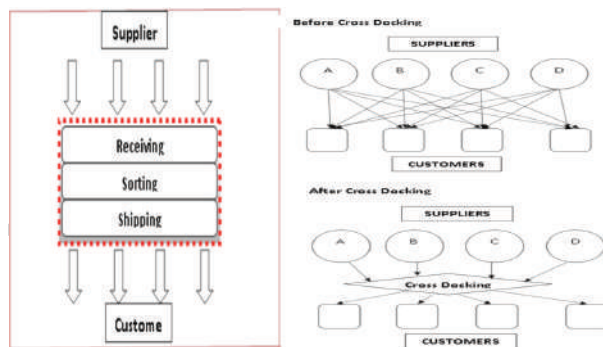 Supplier
Receiving
Sorting
Shipping
Custome
Before Cross Docking
SUPPLIERS
A
B
C
D
CUSTOMERS
After Cross Docking
SUPPLIERS
A
B
C
D
Cross Docking
CUSTOMERS